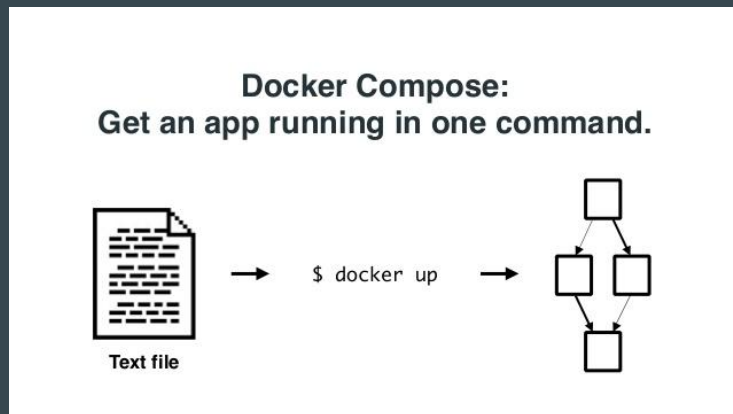 Docker Compose:
Get an app running in one command.
$ docker up
Text file